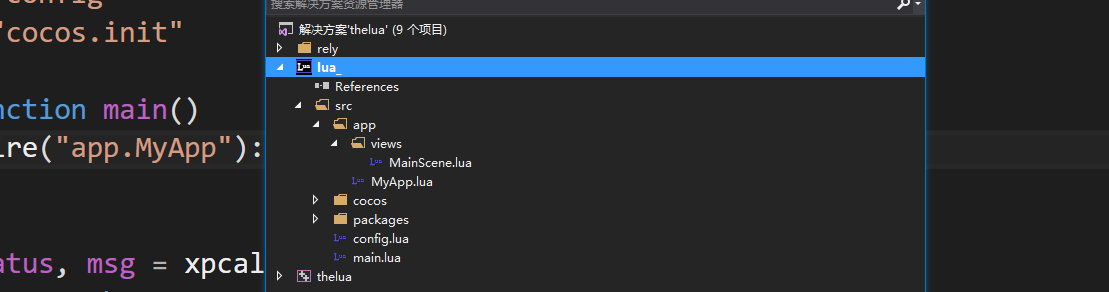 config
"cocos.init"
nction main()
ire("app.MyApp"):
atus, msg = xpcal
搜索解决方案资源管理器
解决方案'thelua' (9 个项目)
rely
lua_
References
src
app
views
MainScene.lua
MyApp.lua
cocos
packages
config.lua
main.lua
thelua